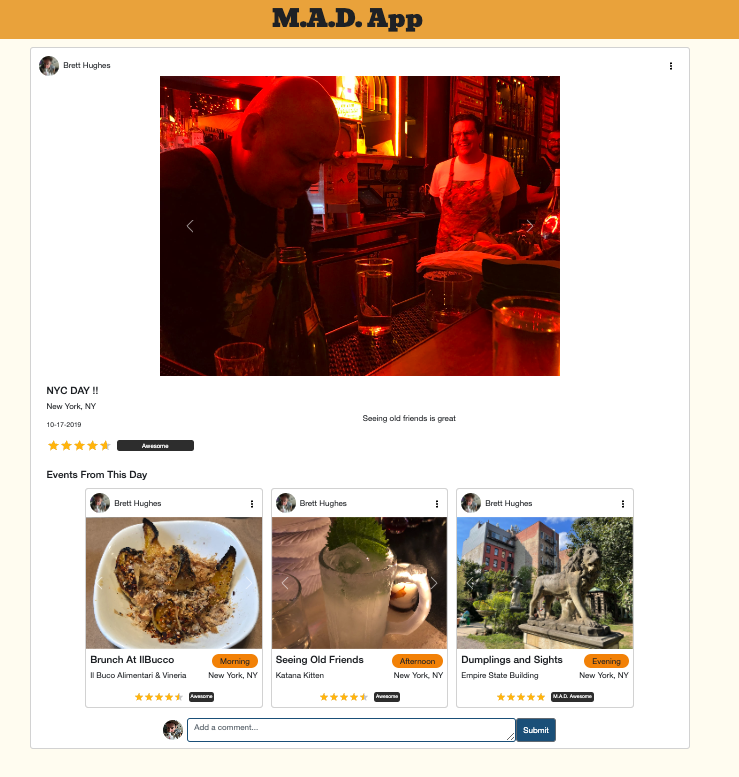 M.A.D. App
Brett Hughes
NYC DAY !!
New York, NY
10-17-2019
Seeing old friends is great
Awesome
Events From This Day
Brett Hughes
Brunch At IlBucco
Morning
Il Buco Alimentari & Vineria
New York, NY
Awesome
Brett Hughes
Seeing Old Friends
Afternoon
Katana Kitten
New York, NY
Awesome
Brett Hughes
Dumplings and Sights
Evening
Empire State Building
New York, NY
M.A.D. Awesome
Add a comment...
Submit